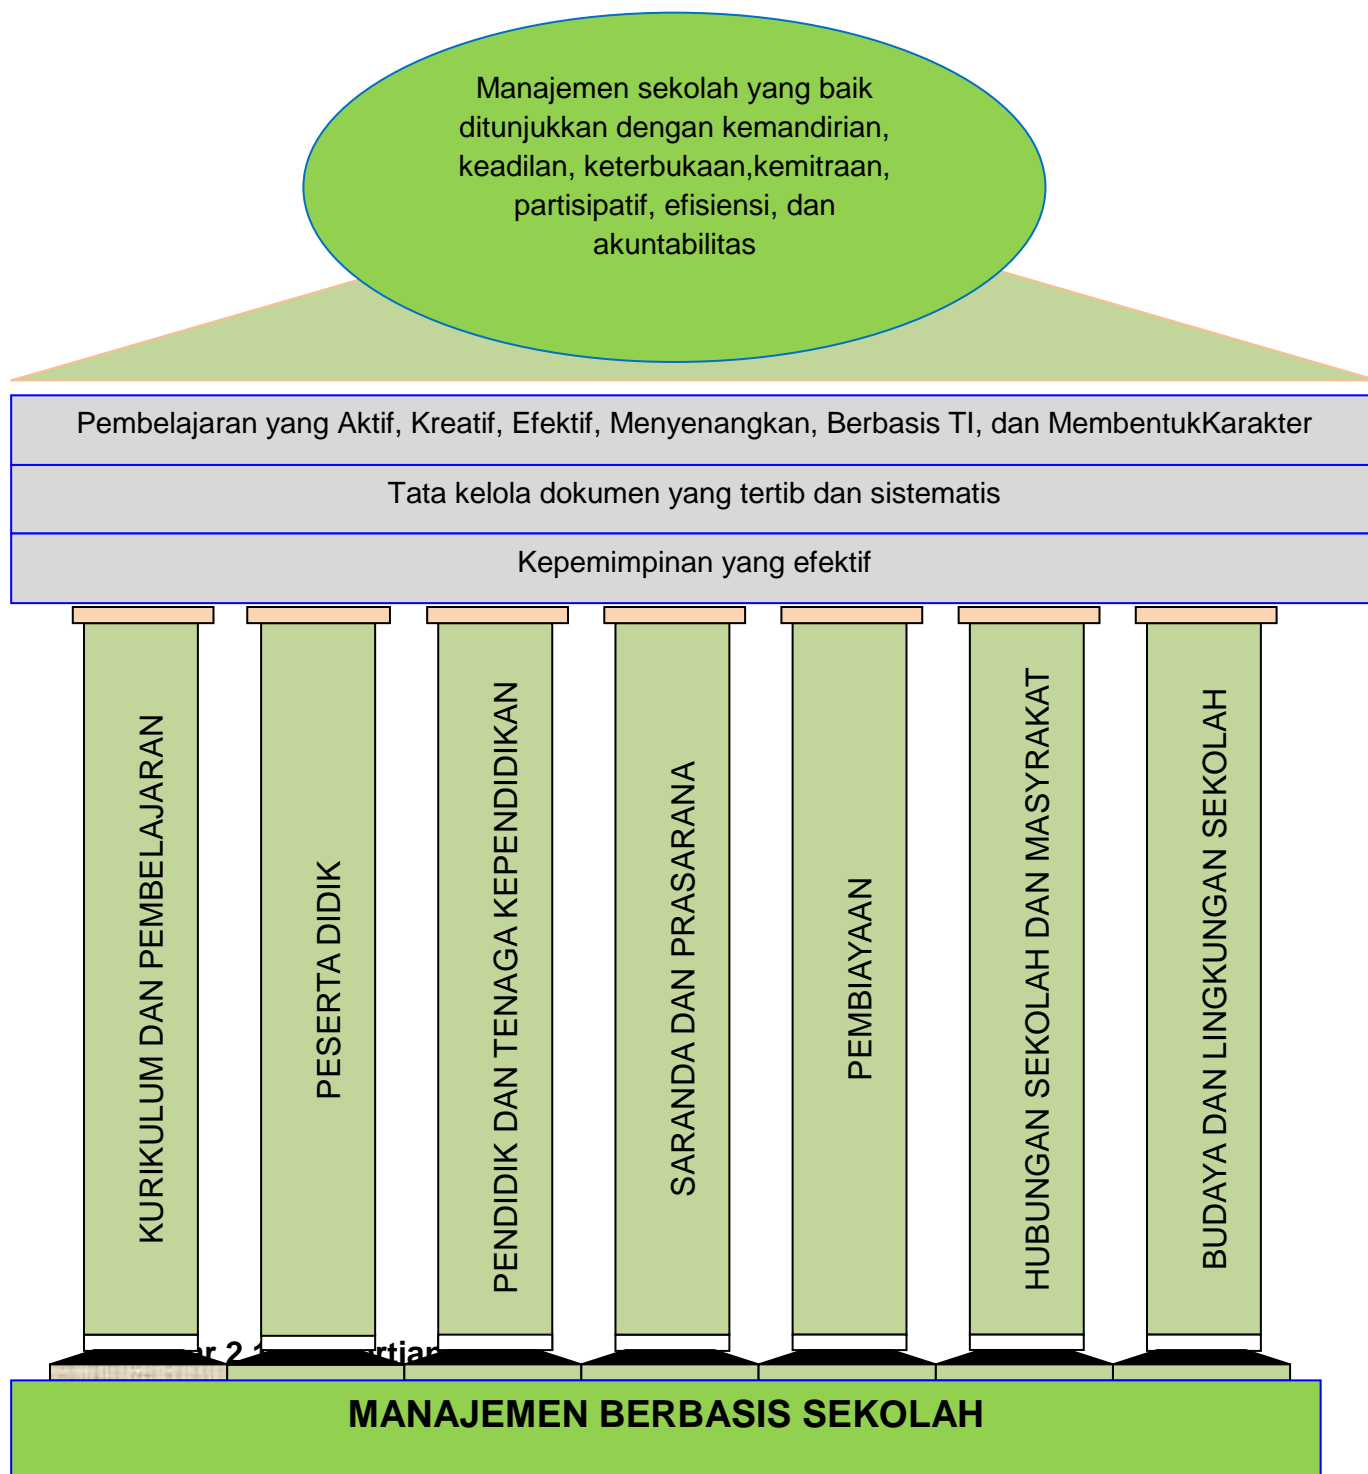 Manajemen sekolah yang baik
ditunjukkan dengan kemandirian,
keadilan, keterbukaan,kemitraan,
partisipatif, efisiensi, dan
akuntabilitas
Pembelajaran yang Aktif, Kreatif, Efektif, Menyenangkan, Berbasis TI, dan MembentukKarakter
Tata kelola dokumen yang tertib dan sistematis
Kepemimpinan yang efektif
KURIKULUM DAN PEMBELAJARAN
PESERTA DIDIK
PENDIDIK DAN TENAGA KEPENDIDIKAN
SARANDA DAN PRASARANA
PEMBIAYAAN
HUBUNGAN SEKOLAH DAN MASYRAKAT
BUDAYA DAN LINGKUNGAN SEKOLAH
MANAJEMEN BERBASIS SEKOLAH